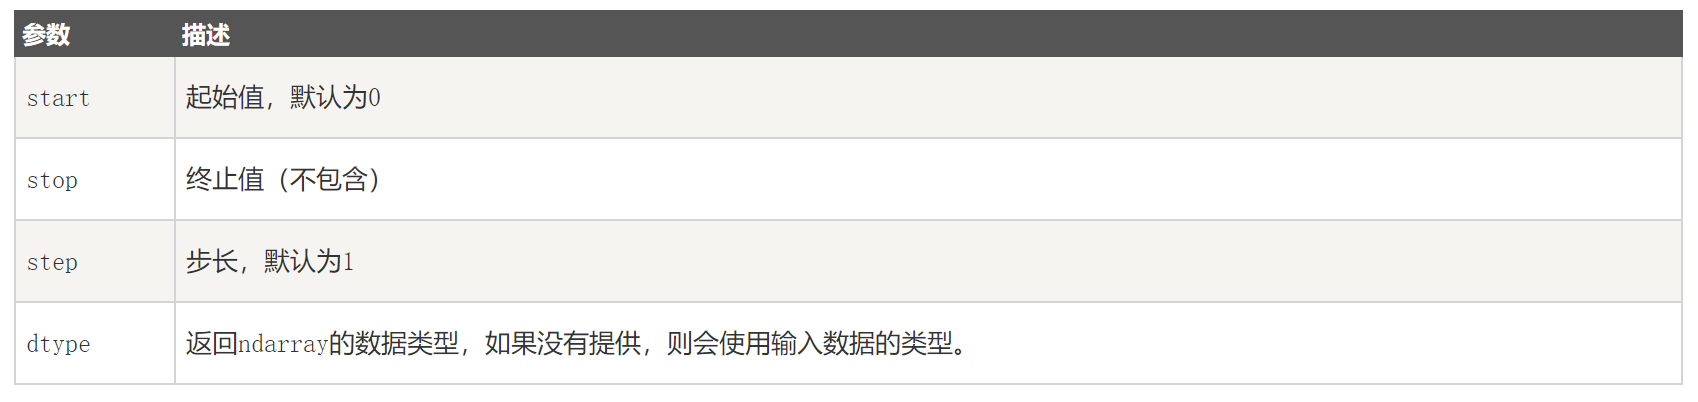 参数 描述
start 起始值，默认为0
stop 终止值（不包含）
step 步长，默认为1
dtype 返回ndarray的数据类型，如果没有提供，则会使用输入数据的类型。